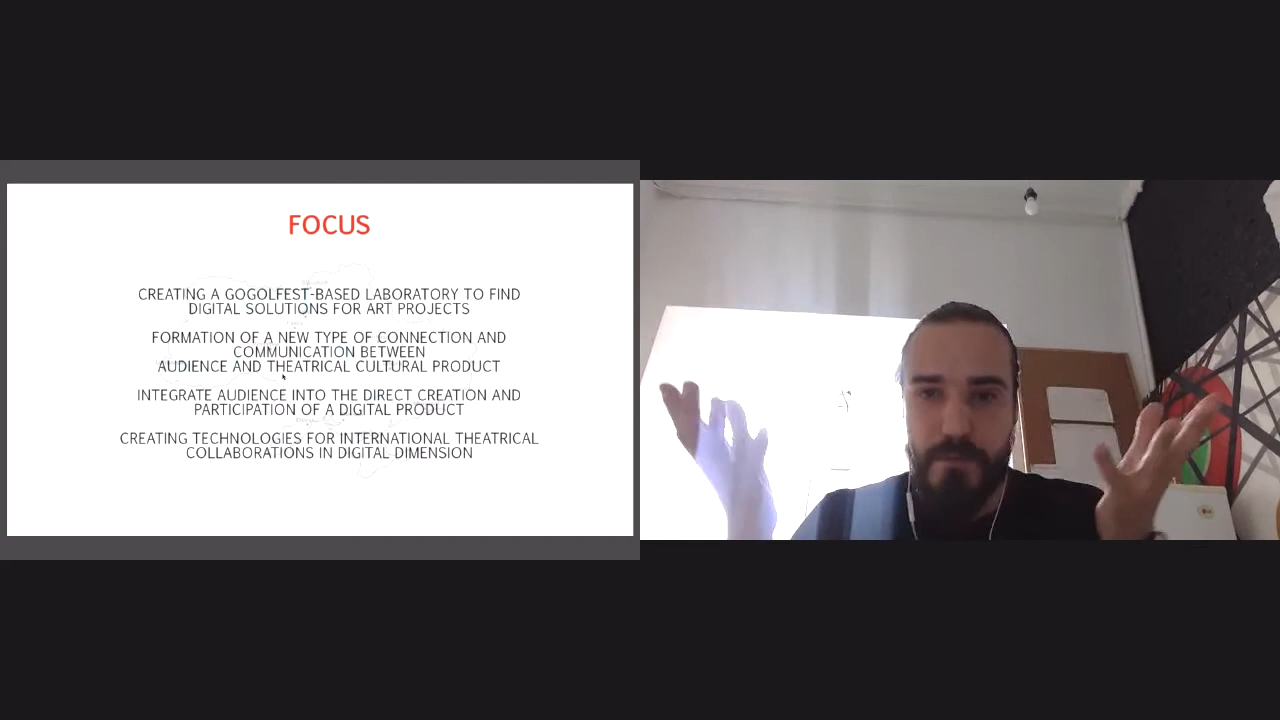 FOCUS
CREATING A GOGOLFEST-BASED LABORATORY TO FIND
DIGITAL SOLUTIONS FOR ART PROJECTS
FORMATION OF A NEW TYPE OF CONNECTION AND
COMMUNICATION BETWEEN
AUDIENCE AND THEATRICAL CULTURAL PRODUCT
INTEGRATE AUDIENCE INTO THE DIRECT CREATION AND
PARTICIPATION OF A DIGITAL PRODUCT
CREATING TECHNOLOGIES FOR INTERNATIONAL THEATRICAL
COLLABORATIONS IN DIGITAL DIMENSION